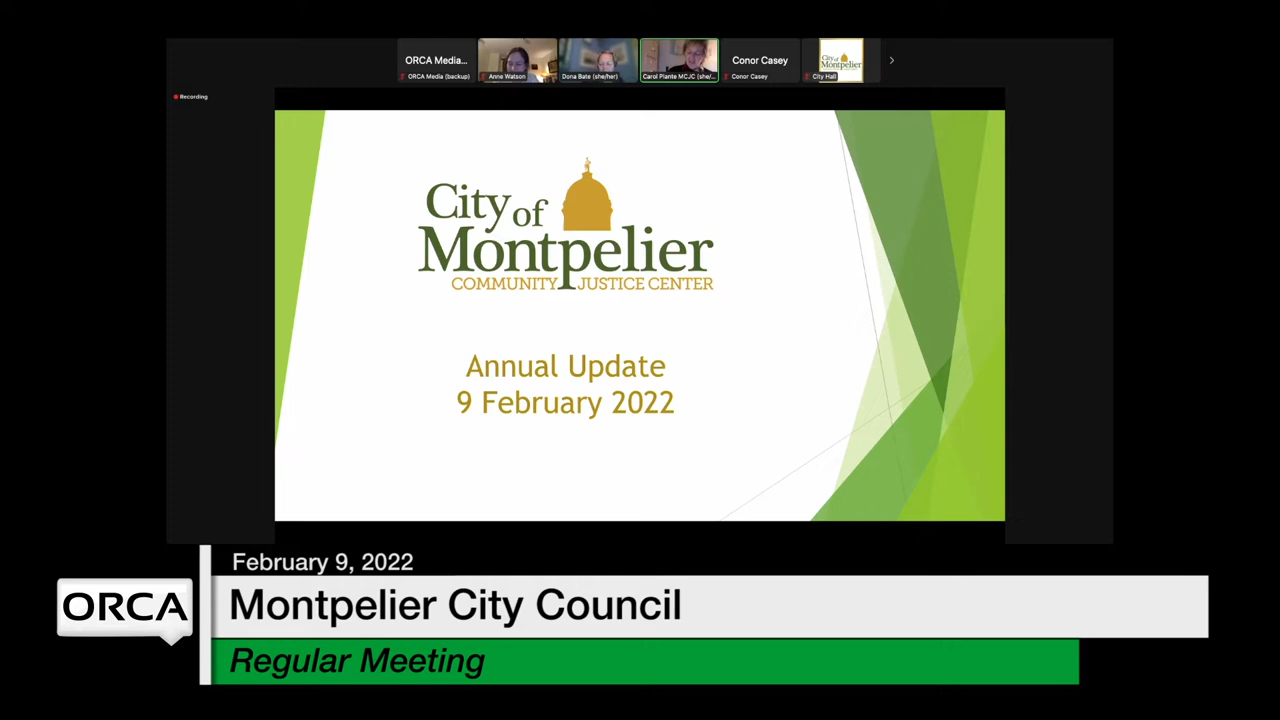 ORCA Media...
Conor Casey
ORCA Media (backup)
Anne Watson
Dona Bate (she/her)
Carol Plante MCJC (she/...
Conor Casey
City of
Montpelier
City Hall
Recording
City of
Montpelier
COMMUNITY JUSTICE CENTER
Annual Update
9 February 2022
February 9, 2022
ORCA
Montpelier City Council
Regular Meeting